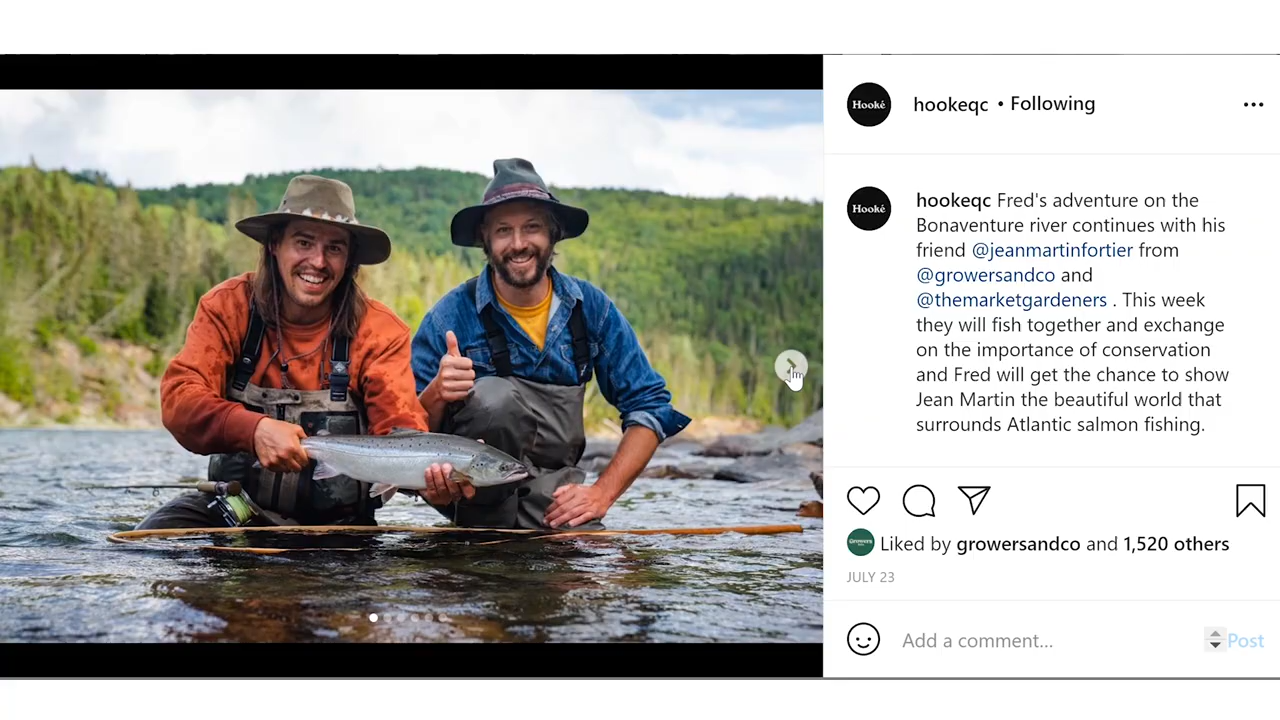 Hooké
hookeqc • Following
Hooké
hookeqc Fred's adventure on the
Bonaventure river continues with his
friend @jeanmartinfortier from
@growersandco and
@themarketgardeners . This week
they will fish together and exchange
on the importance of conservation
and Fred will get the chance to show
Jean Martin the beautiful world that
surrounds Atlantic salmon fishing.
Liked by growersandco and 1,520 others
JULY 23
Add a comment...
Post